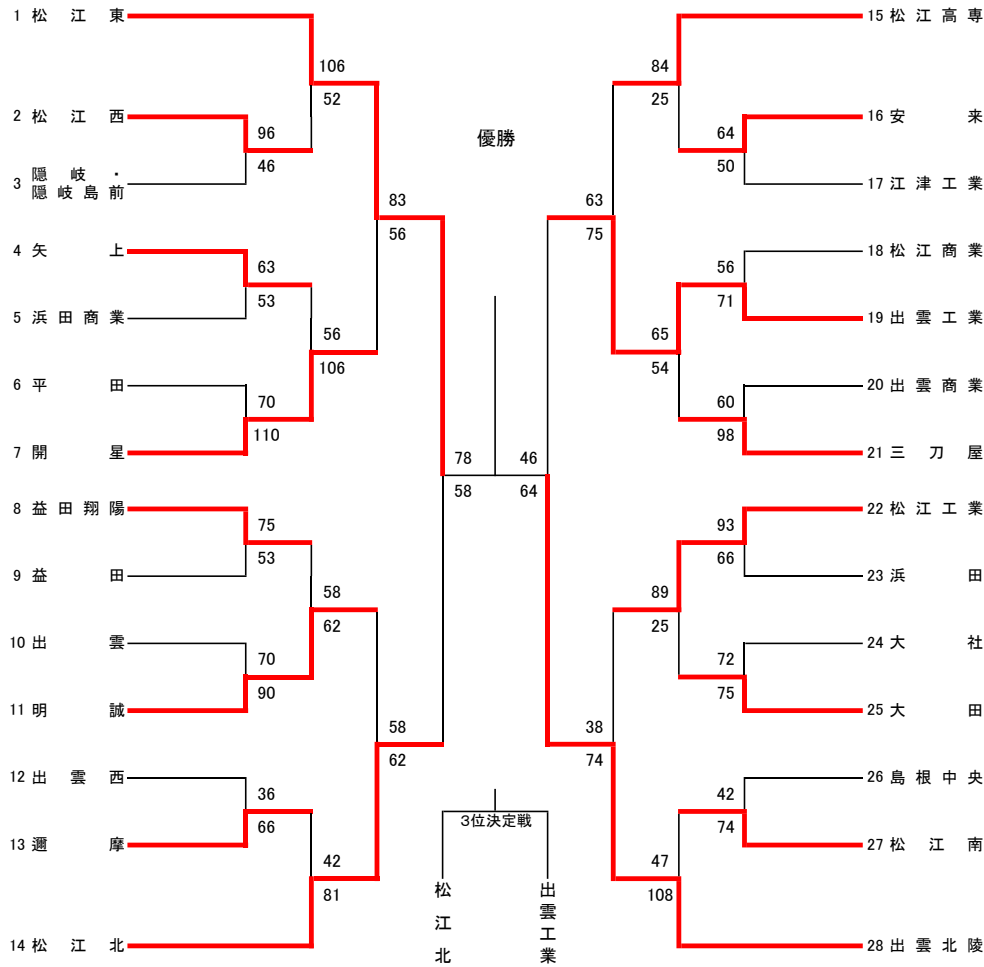 1 松江東
106
52
2 松江西
96
46
3 隠岐・
隠岐島前
83
56
4 矢上
63
53
5 浜田商業
56
106
6 平田
70
110
7 開星
78
58
8 益田翔陽
75
53
9 益田
58
62
10 出雲
70
90
11 明誠
58
62
12 出雲西
36
66
13 邇摩
42
81
14 松江北
優勝
3位決定戦
松江北
出雲工業
15 松江高専
84
25
16 安来
64
50
17 江津工業
63
75
18 松江商業
56
71
19 出雲工業
65
54
20 出雲商業
60
98
21 三刀屋
46
64
22 松江工業
93
66
23 浜田
89
25
24 大社
72
75
25 大田
38
74
26 島根中央
42
74
27 松江南
47
108
28 出雲北陵